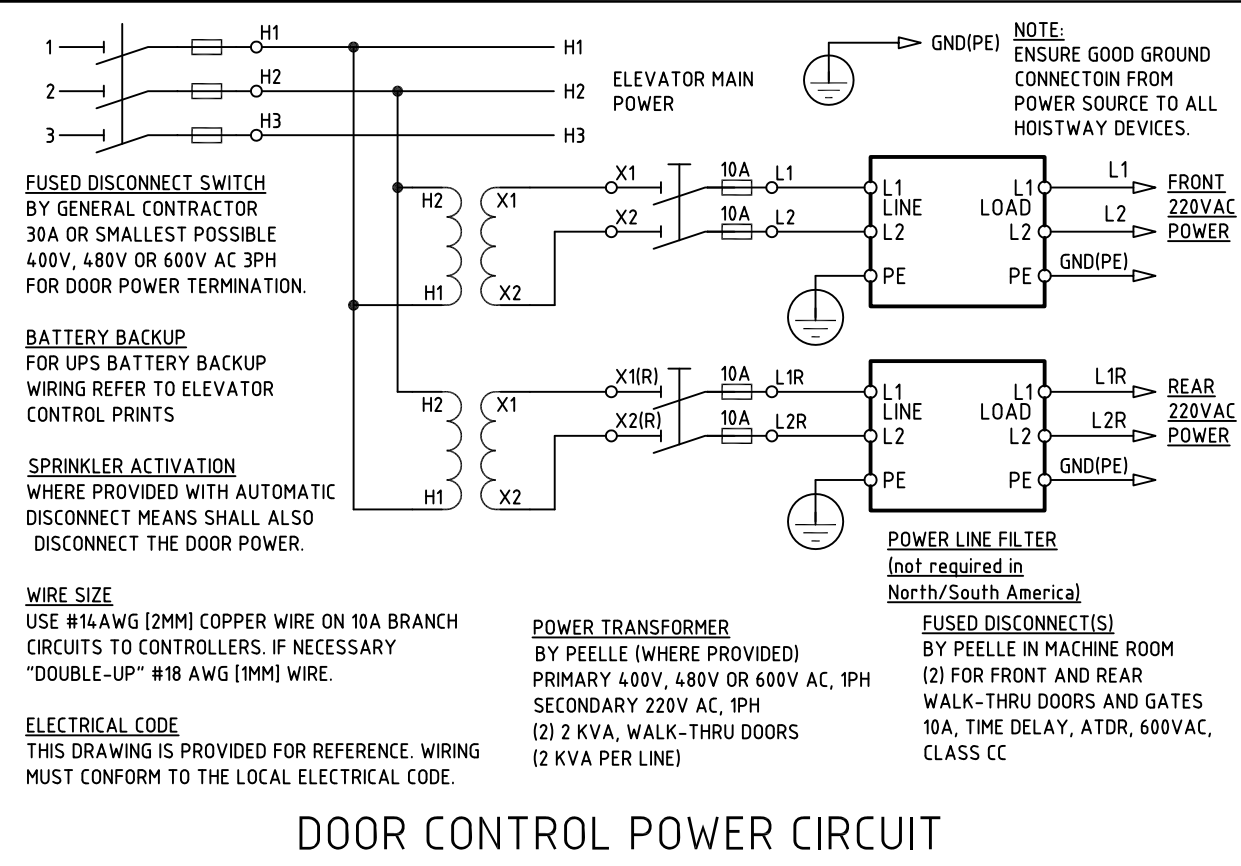 1
H1
H1
2
H2
H2
3
H3
H3
ELEVATOR MAIN
POWER
GND(PE)
NOTE:
ENSURE GOOD GROUND
CONNECTOIN FROM
POWER SOURCE TO ALL
HOISTWAY DEVICES.
FUSED DISCONNECT SWITCH
BY GENERAL CONTRACTOR
30A OR SMALLEST POSSIBLE
400V, 480V OR 600V AC 3PH
FOR DOOR POWER TERMINATION.
BATTERY BACKUP
FOR UPS BATTERY BACKUP
WIRING REFER TO ELEVATOR
CONTROL PRINTS
SPRINKLER ACTIVATION
WHERE PROVIDED WITH AUTOMATIC
DISCONNECT MEANS SHALL ALSO
DISCONNECT THE DOOR POWER.
WIRE SIZE
USE #14AWG [2MM] COPPER WIRE ON 10A BRANCH
CIRCUITS TO CONTROLLERS. IF NECESSARY
"DOUBLE-UP" #18 AWG [1MM] WIRE.
ELECTRICAL CODE
THIS DRAWING IS PROVIDED FOR REFERENCE. WIRING
MUST CONFORM TO THE LOCAL ELECTRICAL CODE.
H2
X1
H1
X2
X1
10A
L1
X2
10A
L2
L1
LINE
L2
PE
L1
LOAD
L2
PE
L1
L2
GND(PE)
FRONT
220VAC
POWER
H2
X1
H1
X2
X1(R)
10A
L1R
X2(R)
10A
L2R
L1
LINE
L2
PE
L1
LOAD
L2
PE
L1R
L2R
GND(PE)
REAR
220VAC
POWER
POWER LINE FILTER
(not required in
North/South America)
POWER TRANSFORMER
BY PEELLE (WHERE PROVIDED)
PRIMARY 400V, 480V OR 600V AC, 1PH
SECONDARY 220V AC, 1PH
(2) 2 KVA, WALK-THRU DOORS
(2 KVA PER LINE)
FUSED DISCONNECT(S)
BY PEELLE IN MACHINE ROOM
(2) FOR FRONT AND REAR
WALK-THRU DOORS AND GATES
10A, TIME DELAY, ATDR, 600VAC,
CLASS CC
DOOR CONTROL POWER CIRCUIT